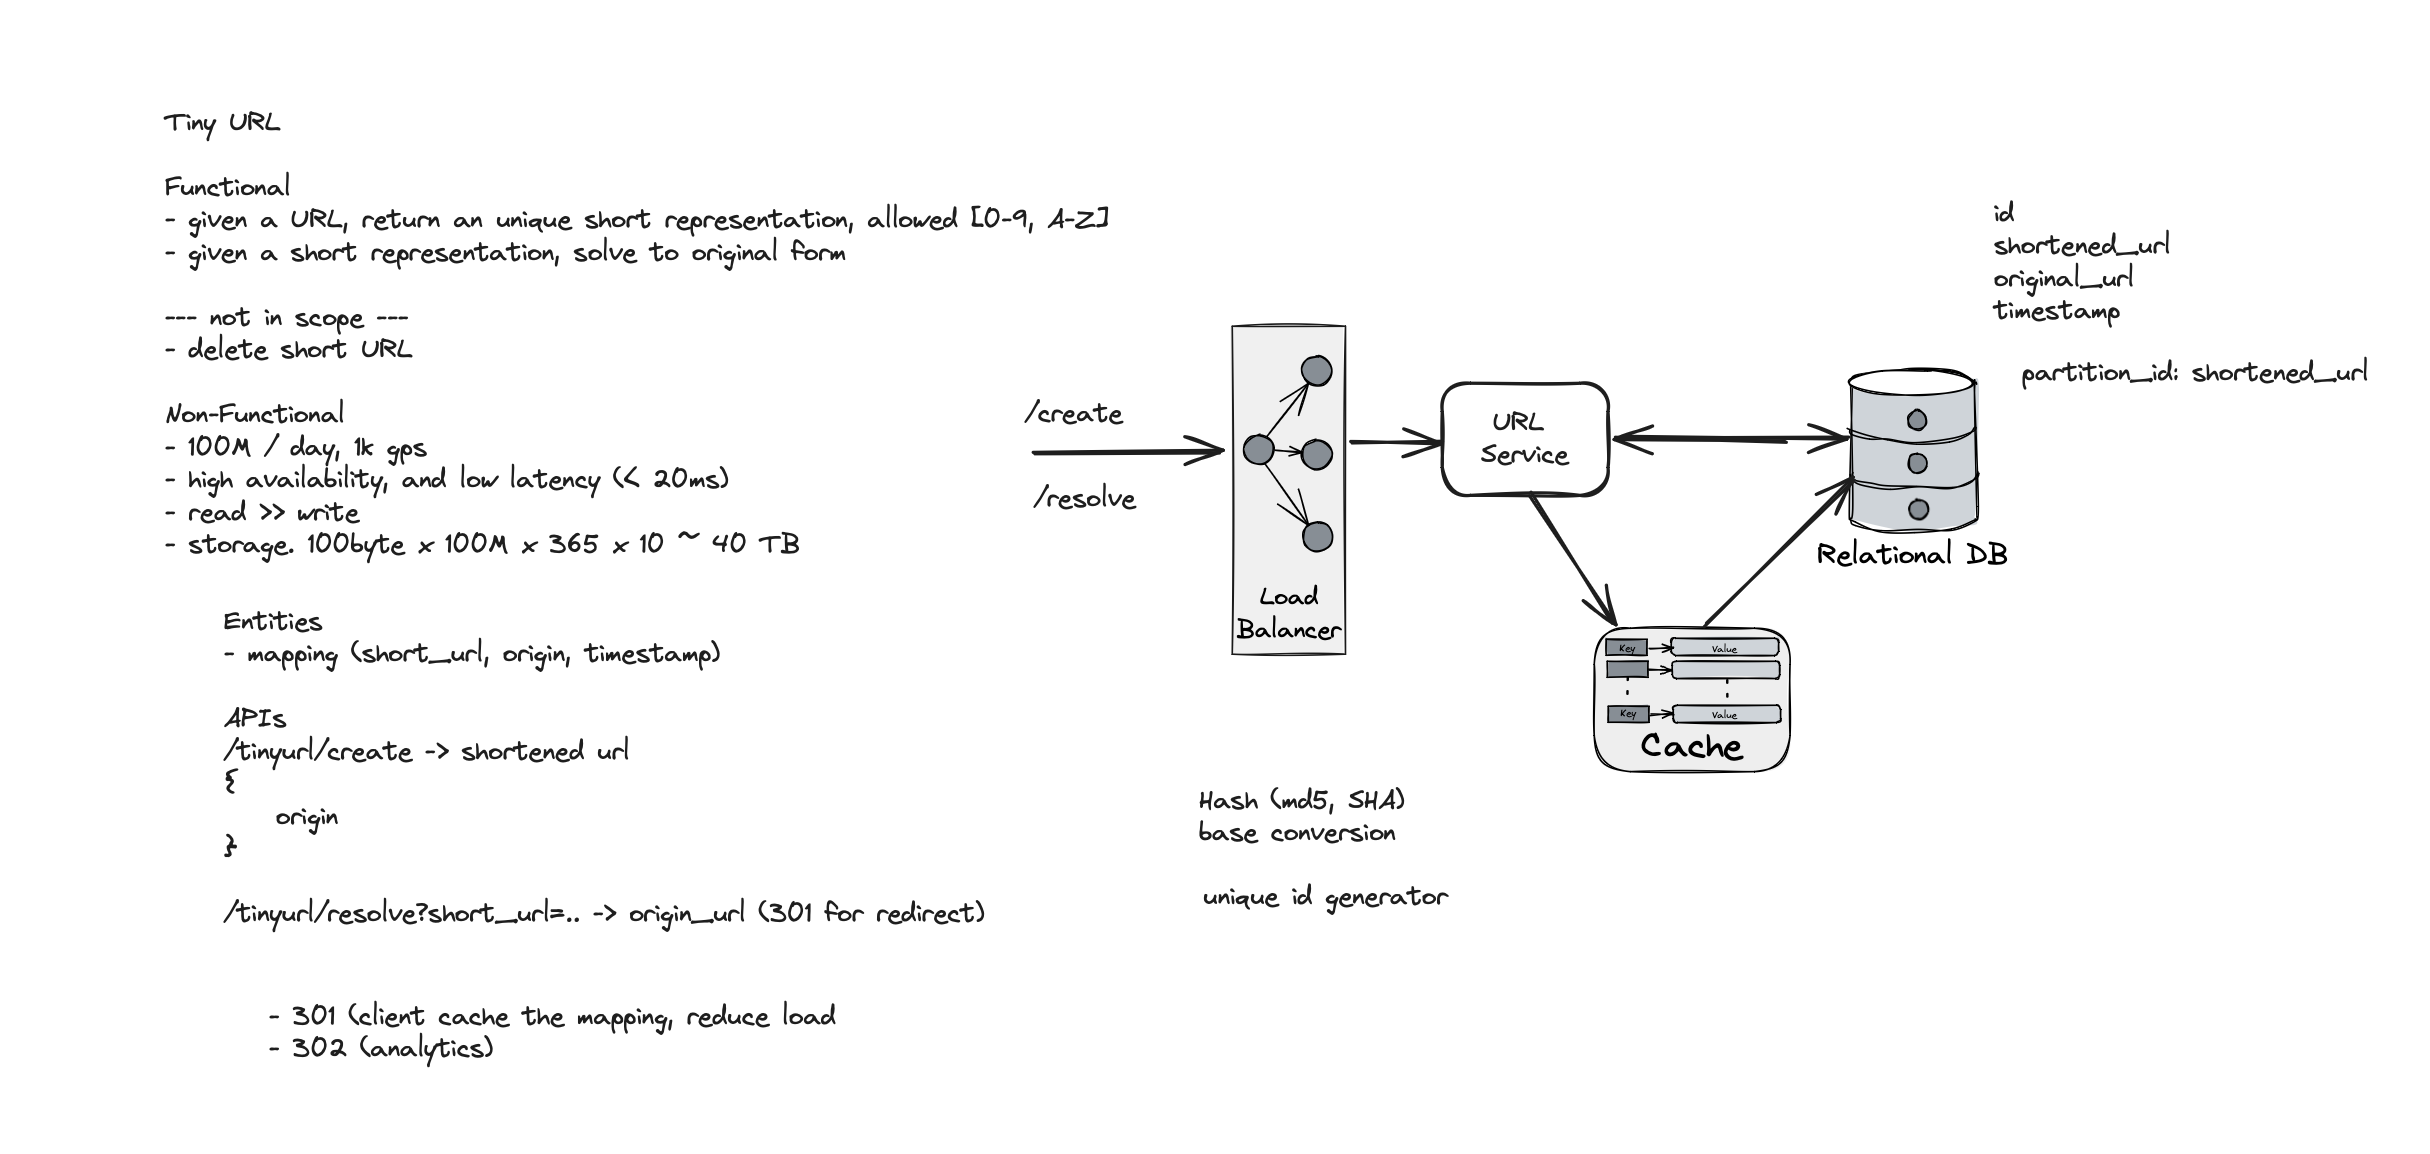 Tiny URL
Functional
- given a URL, return an unique short representation, allowed [0-9, A-Z]
- given a short representation, solve to original form
--- not in scope ---
- delete short URL
Non-Functional
- 100M / day, 1k qps
- high availability, and low latency (< 20ms)
- read >> write
- storage. 100byte x 100M x 365 x 10 ~ 40 TB
Entities
- mapping (short_url, origin, timestamp)
APIs
/tinyurl/create -> shortened url
{
origin
}
/tinyurl/resolve?short_url=.. -> origin_url (301 for redirect)
- 301 (client cache the mapping, reduce load
- 302 (analytics)
/create
/resolve
Load
Balancer
URL
Service
id
shortened_url
original_url
timestamp
partition_id: shortened_url
Relational DB
Key
Value
Key
Value
Cache
Hash (md5, SHA)
base conversion
unique id generator